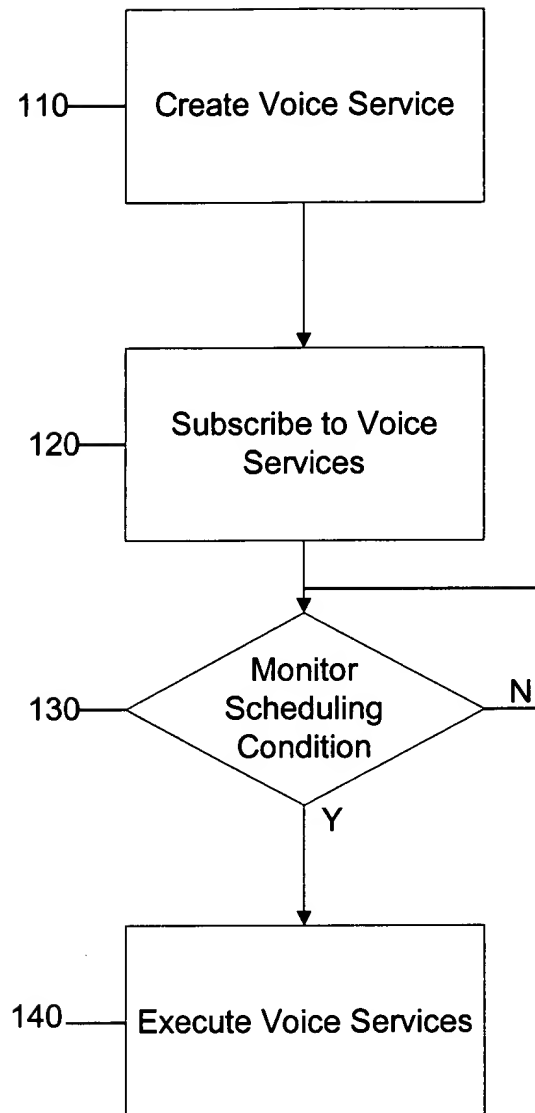 110
Create Voice Service
120
Subscribe to Voice
Services
130
Monitor
Scheduling
Condition
N
Y
140
Execute Voice Services